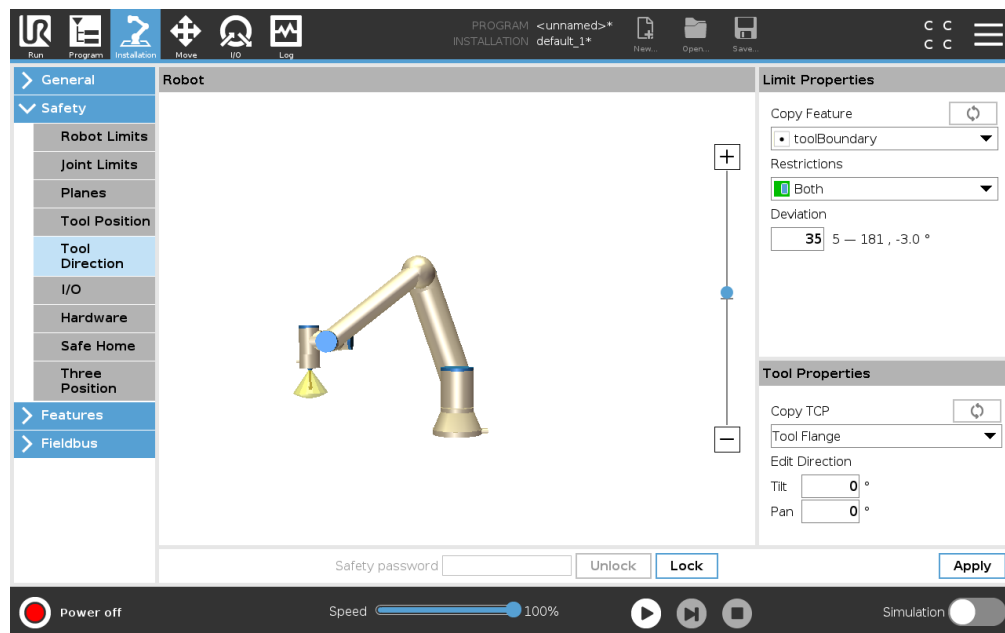 PROGRAM <unnamed>*
INSTALLATION default_1*
Run
Program
Installation
Move
I/O
Log
New...
Open...
Save...
C C
C C
General
Safety
Robot Limits
Joint Limits
Planes
Tool Position
Tool
Direction
I/O
Hardware
Safe Home
Three
Position
Features
Fieldbus
Robot
Limit Properties
Copy Feature
toolBoundary
Restrictions
Both
Deviation
35 5 — 181 , -3.0 °
Tool Properties
Copy TCP
Tool Flange
Edit Direction
Tilt 0 °
Pan 0 °
Safety password Unlock Lock Apply
Power off Speed 100% Simulation